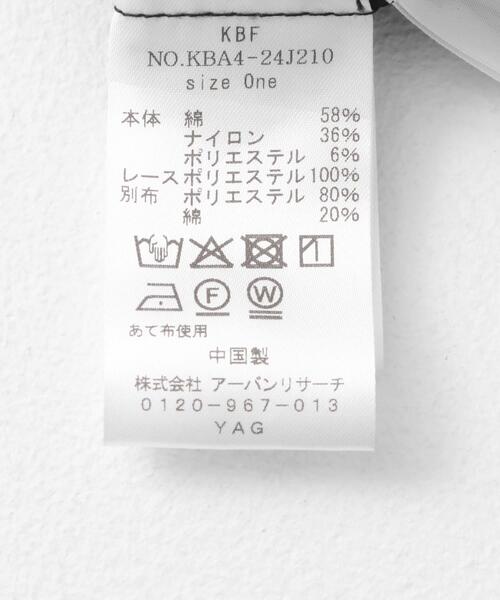 KBF
NO.KBA4-24J210
size One
本体 綿 58%
ナイロン 36%
ポリエステル 6%
レース ポリエステル 100%
別布 ポリエステル 80%
綿 20%
F W
あて布使用
中国製
株式会社 アーバンリサーチ
0120-967-013
YAG